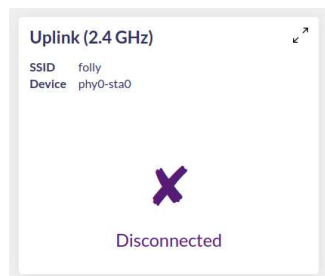 Uplink (2.4 GHz)
SSID folly
Device phy0-sta0
Disconnected